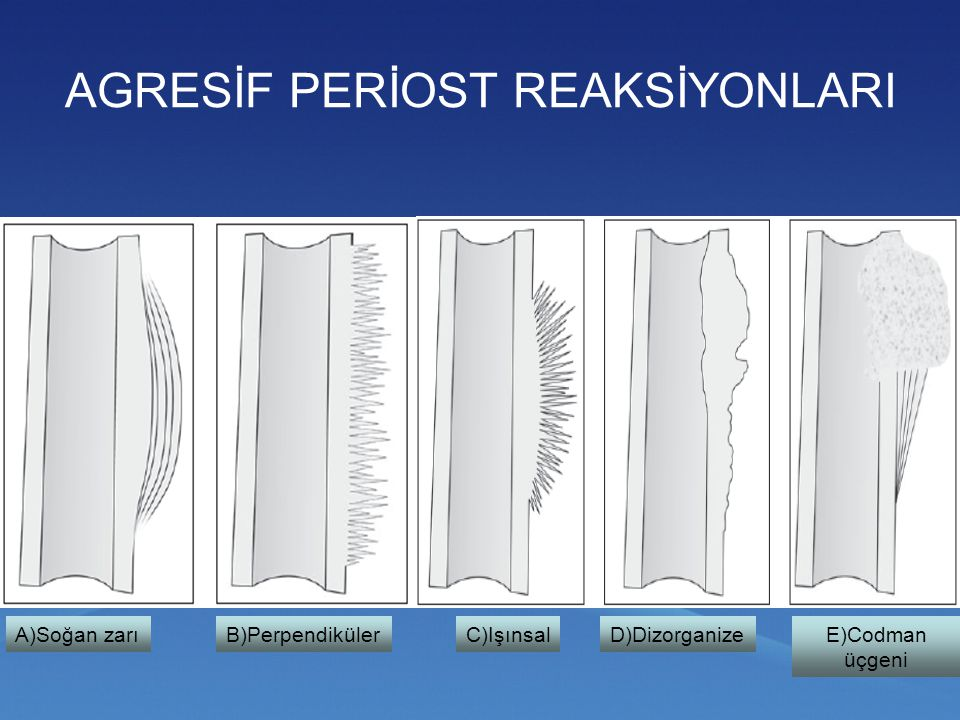 AGRESİF PERİOST REAKSİYONLARI
A)Soğan zarı
B)Perpendiküler
C)Işınsal
D)Dizorganize
E)Codman
üçgeni